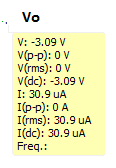 Vo
V: -3.09 V
V(p-p): 0 V
V(rms): 0 V
V(dc): -3.09 V
I: 30.9 uA
I(p-p): 0 A
I(rms): 30.9 uA
I(dc): 30.9 uA
Freq.: